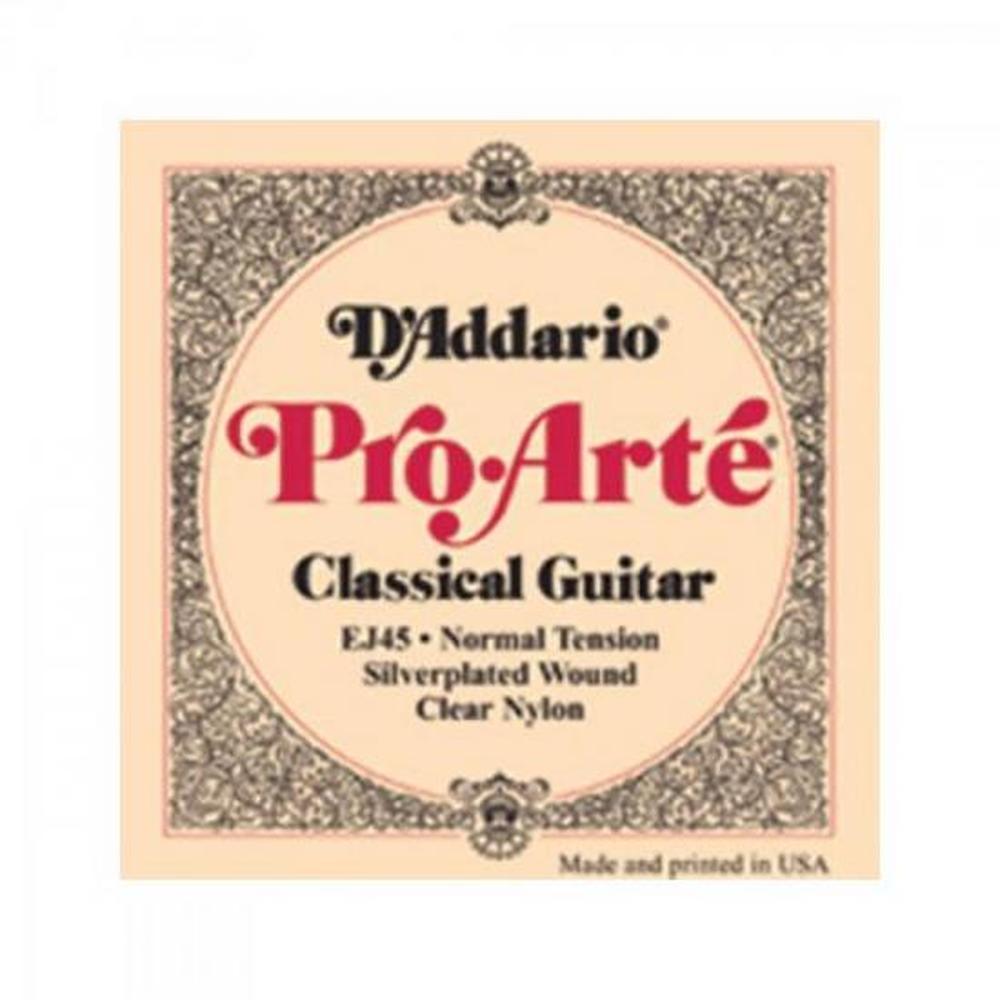 D'Addario®
Pro·Arté®
Classical Guitar
EJ45 • Normal Tension
Silverplated Wound
Clear Nylon
Made and printed in USA